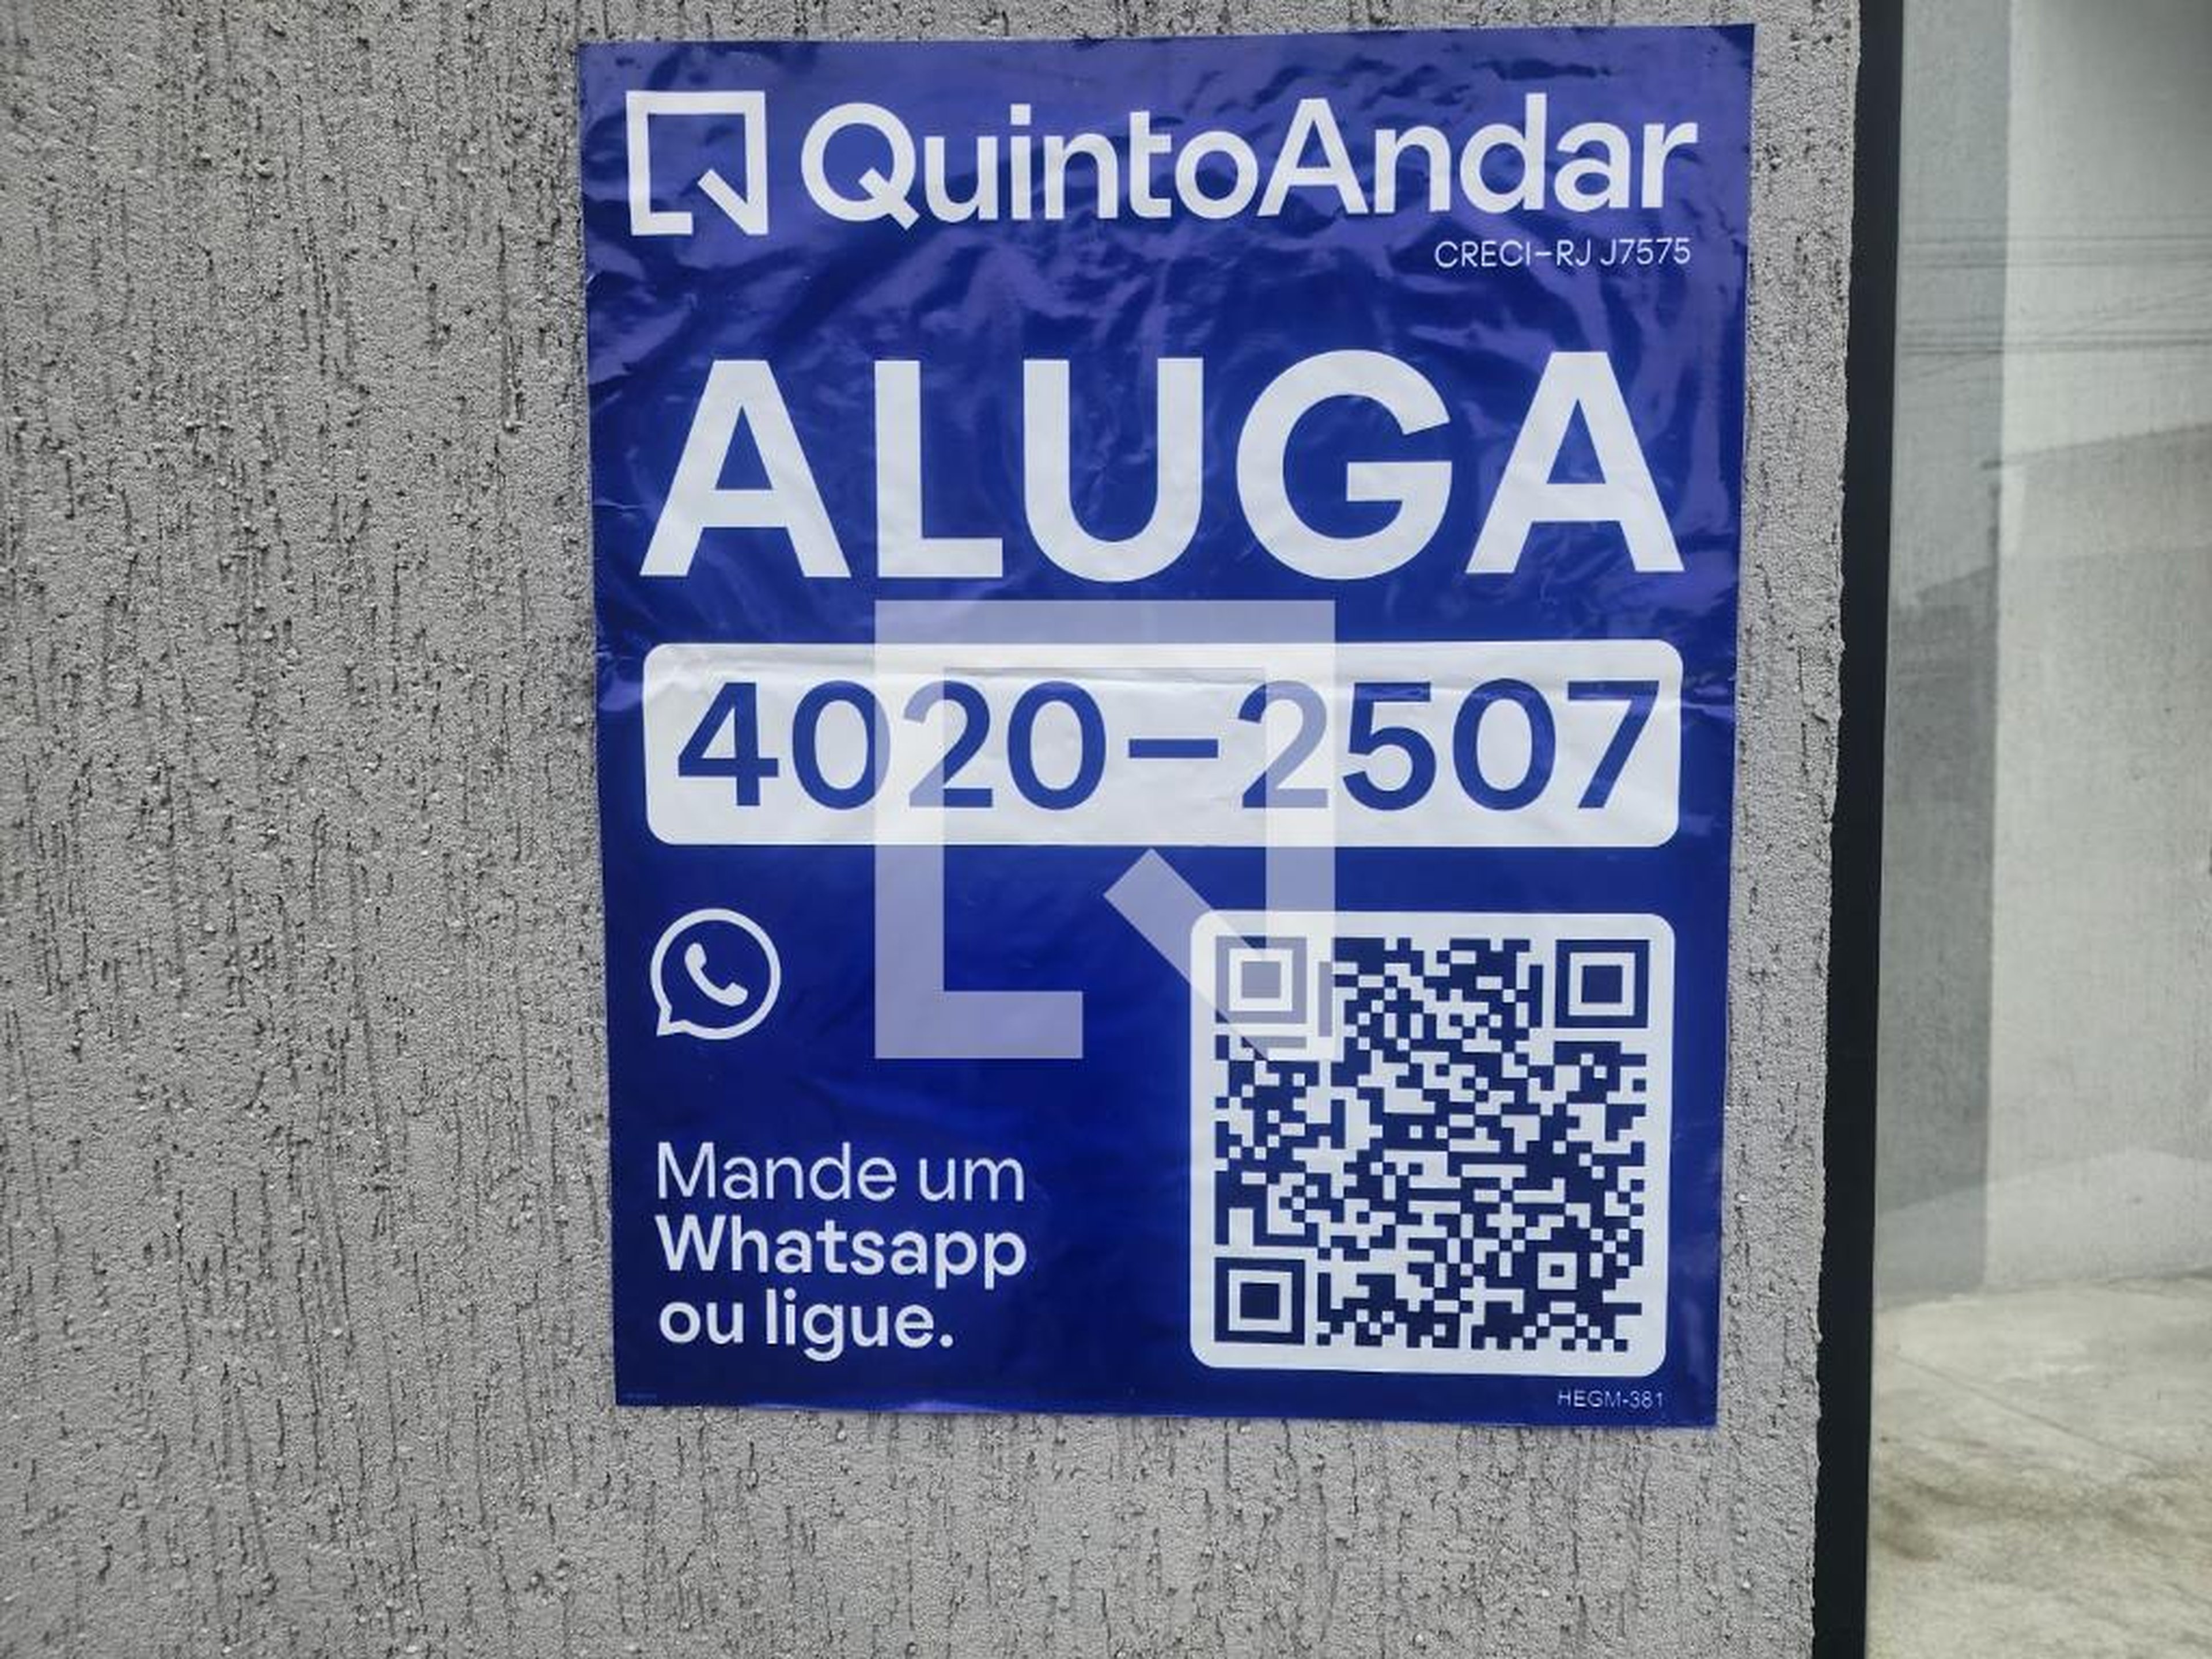 QuintoAndar
CRECI-RJ J7575
ALUGA
4020-2507
Mande um
Whatsapp
ou ligue.
HEGM-381